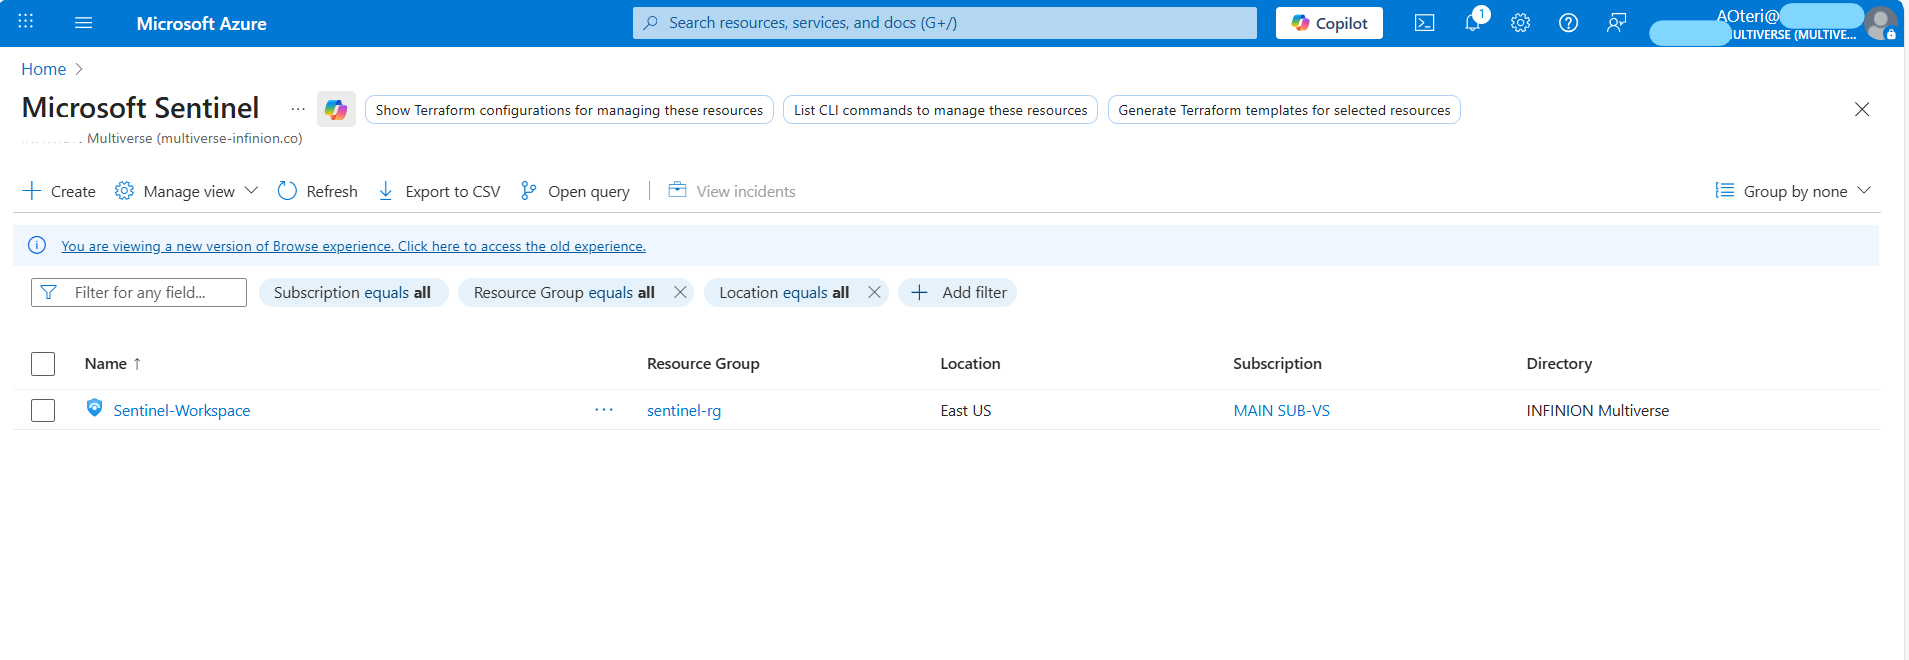 Microsoft Azure
Search resources, services, and docs (G+/)
Copilot
1
AOteri@
ULTIVERSE (MULTIVE...
Home
Microsoft Sentinel
...
Show Terraform configurations for managing these resources
List CLI commands to manage these resources
Generate Terraform templates for selected resources
Multiverse (multiverse-infinion.co)
Create
Manage view
Refresh
Export to CSV
Open query
View incidents
Group by none
You are viewing a new version of Browse experience. Click here to access the old experience.
Filter for any field...
Subscription equals all
Resource Group equals all
Location equals all
Add filter
Name ↑
Resource Group
Location
Subscription
Directory
Sentinel-Workspace
...
sentinel-rg
East US
MAIN SUB-VS
INFINION Multiverse